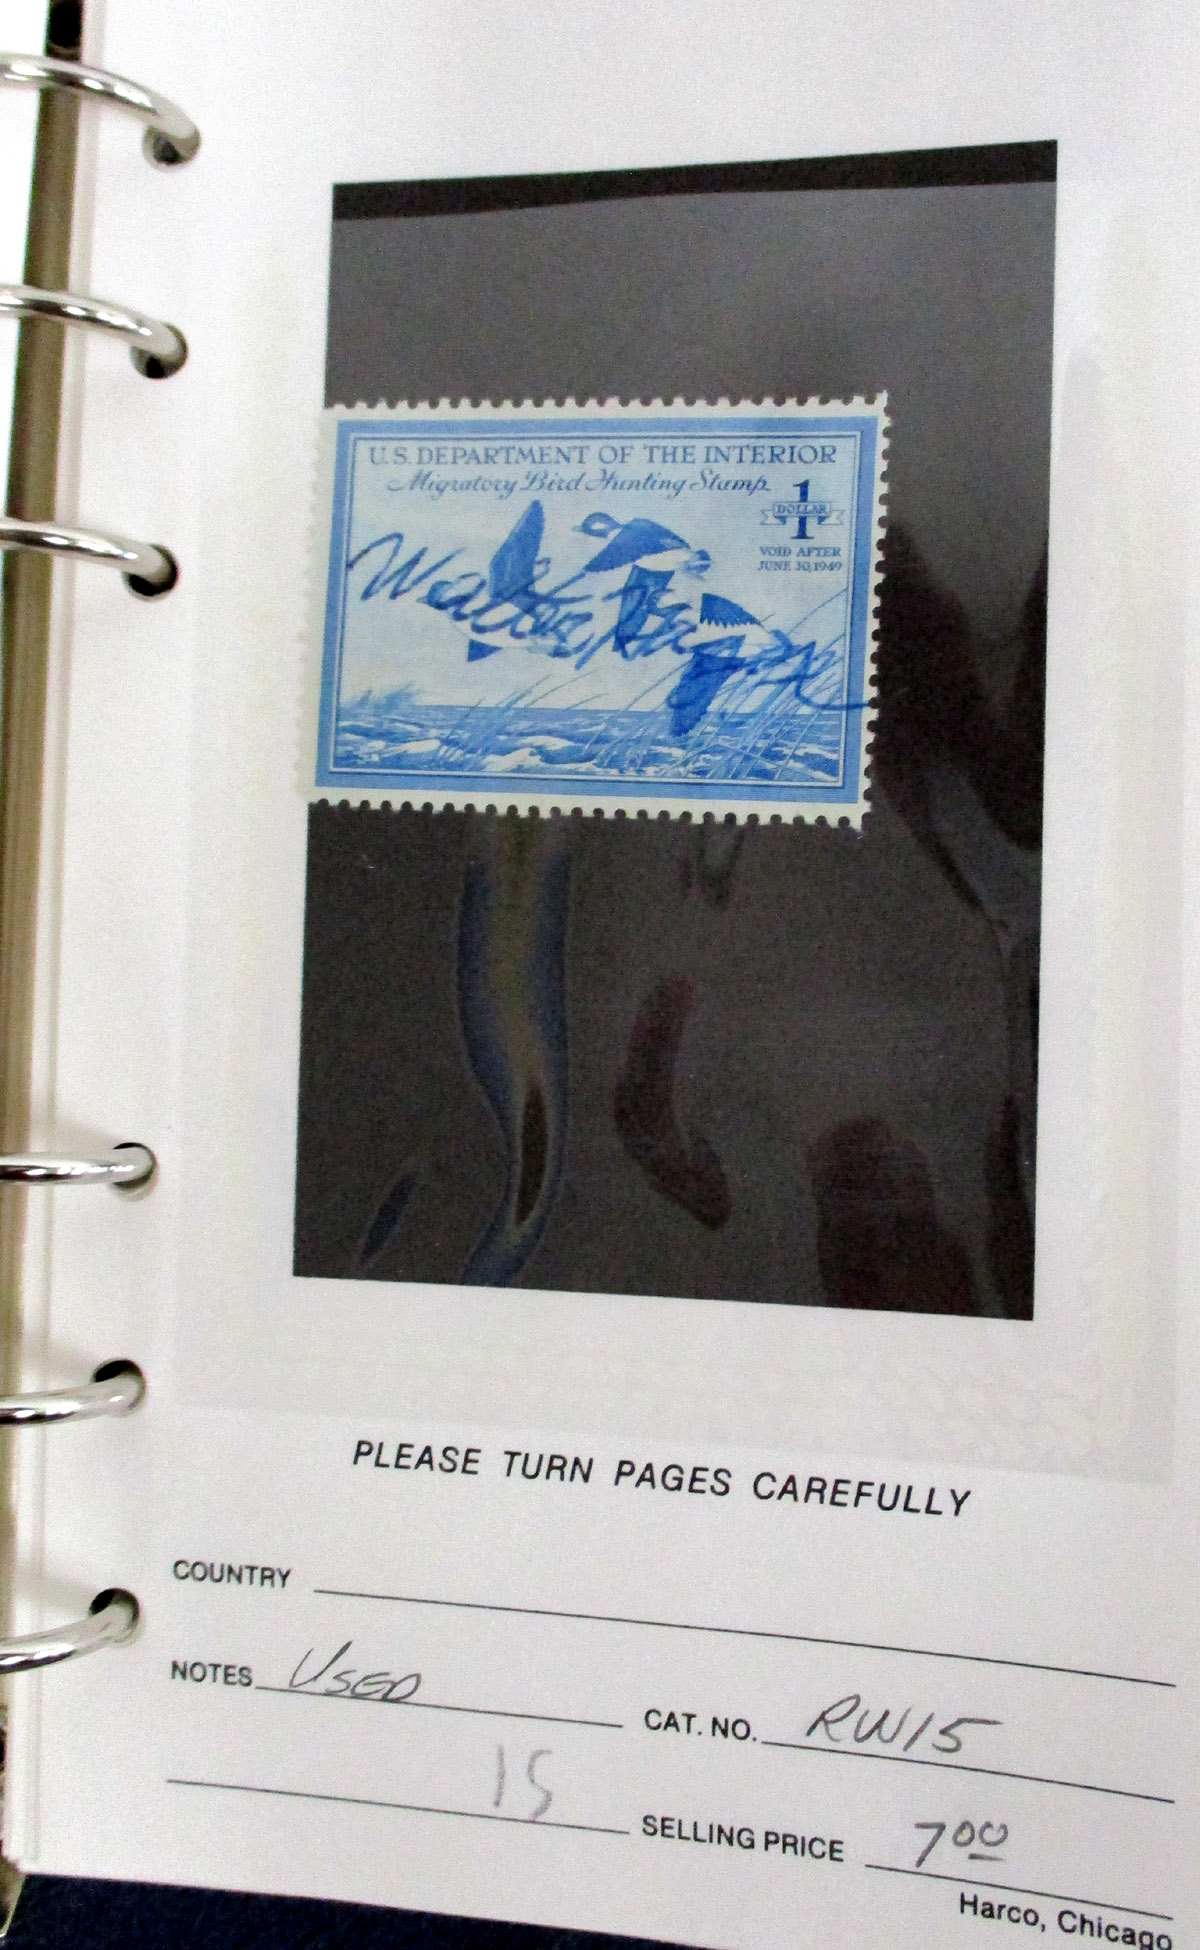 U.S. DEPARTMENT OF THE INTERIOR
Migratory Bird Hunting Stamp
1
DOLLAR
VOID AFTER
JUNE 30, 1949
PLEASE TURN PAGES CAREFULLY
COUNTRY
NOTES USED
CAT. NO. RW15
15
SELLING PRICE 7 00
Harco, Chicago